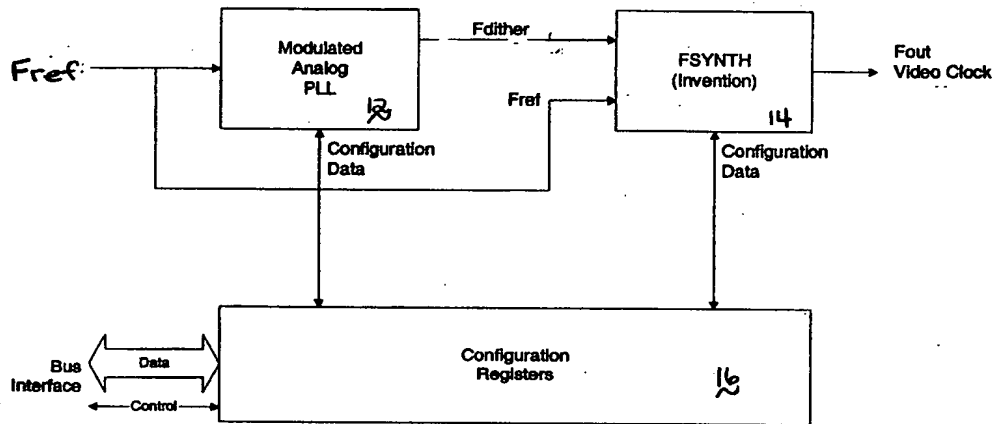 Fref
Modulated
Analog
PLL
12
Fdither
Fref
FSYNTH
(Invention)
14
Fout
Video Clock
Configuration
Data
Configuration
Data
Bus
Interface
Data
Control
Configuration
Registers
16